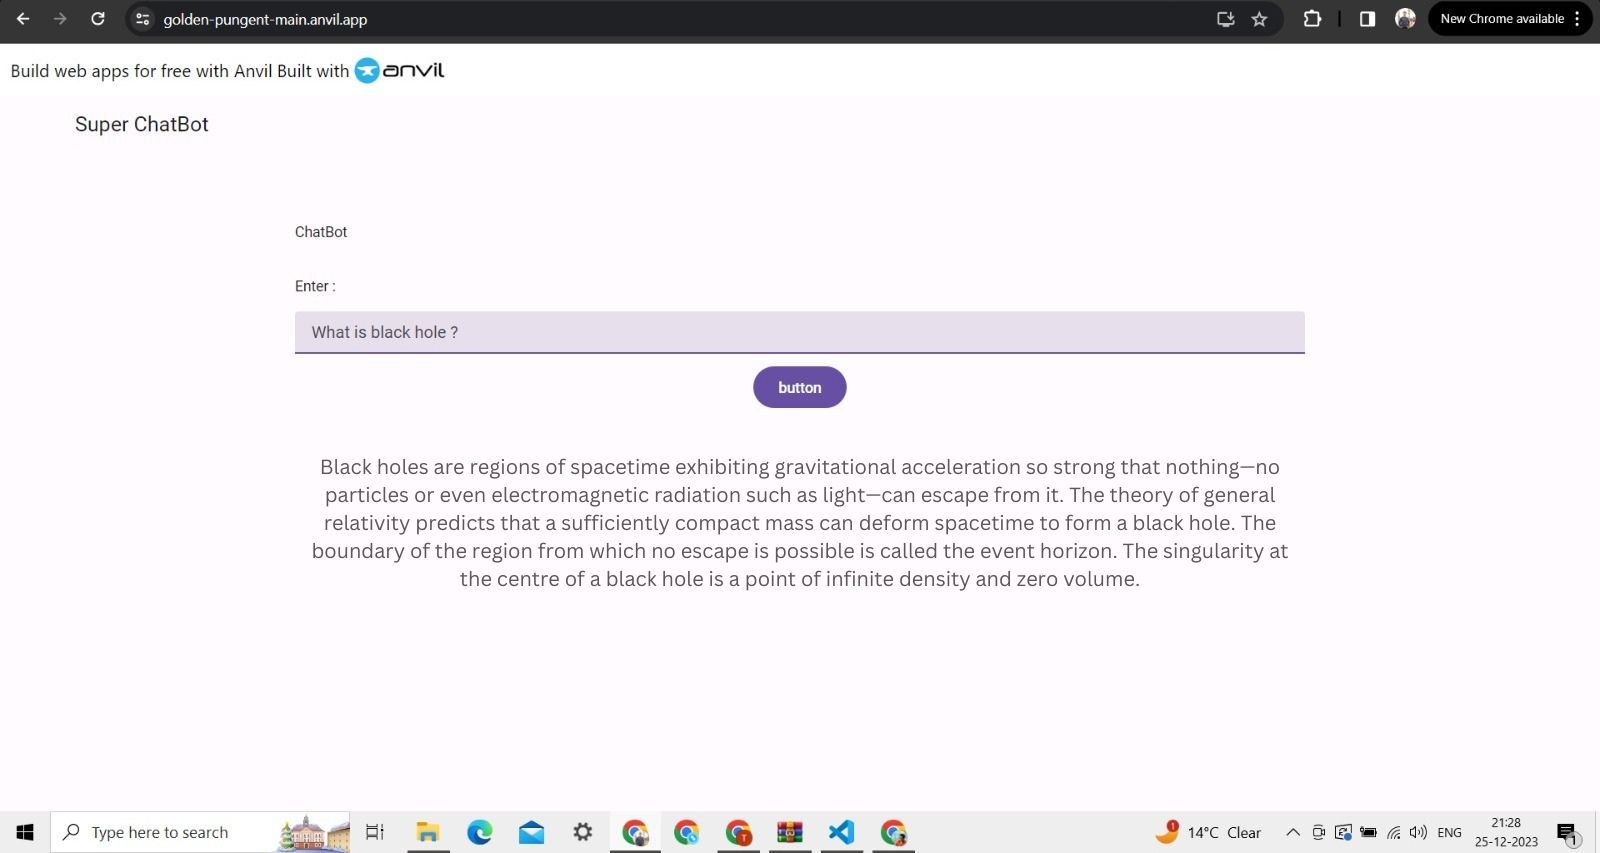 golden-pungent-main.anvil.app
New Chrome available
Build web apps for free with Anvil Built with anvil
Super ChatBot
ChatBot
Enter :
What is black hole ?
button
Black holes are regions of spacetime exhibiting gravitational acceleration so strong that nothing—no
particles or even electromagnetic radiation such as light—can escape from it. The theory of general
relativity predicts that a sufficiently compact mass can deform spacetime to form a black hole. The
boundary of the region from which no escape is possible is called the event horizon. The singularity at
the centre of a black hole is a point of infinite density and zero volume.
Type here to search
T
1
14°C Clear
ENG
21:28
25-12-2023
1